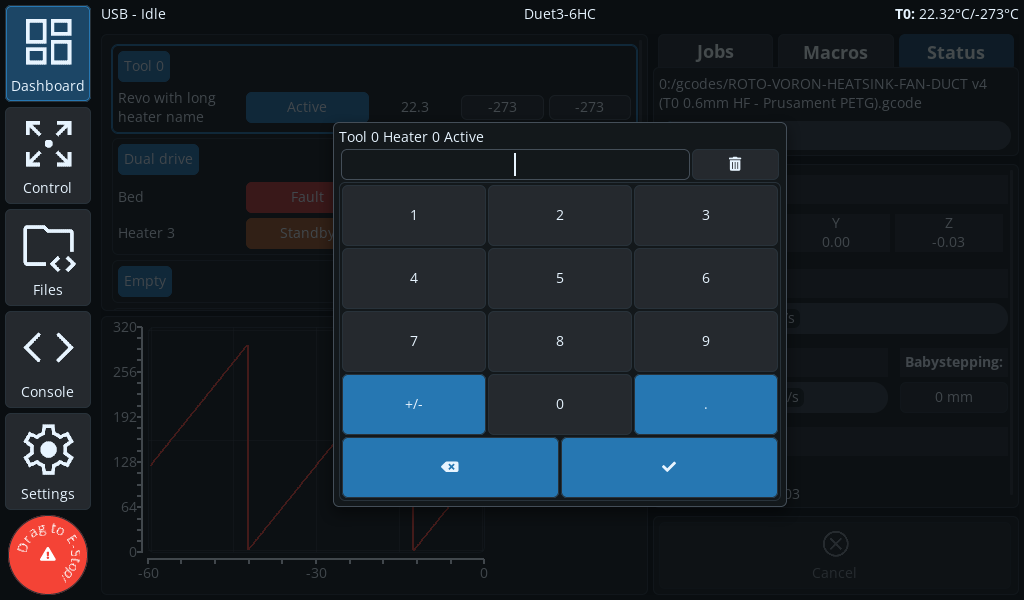 USB - Idle
Duet3-6HC
T0: 22.32°C/-273°C
Dashboard
Control
Files
Console
Settings
Drag to E-Stop!
Tool 0
Revo with long
heater name
Active
22.3
-273
-273
Dual drive
Bed
Fault
Heater 3
Standby
Empty
320
256
192
128
64
0
-60
-30
0
Tool 0 Heater 0 Active
1
2
3
4
5
6
7
8
9
+/-
0
.
Jobs
Macros
Status
0:/gcodes/ROTO-VORON-HEATSINK-FAN-DUCT v4
(T0 0.6mm HF - Prusament PETG).gcode
Y
Z
0.00
-0.03
/s
Babystepping:
/s
0 mm
03
Cancel